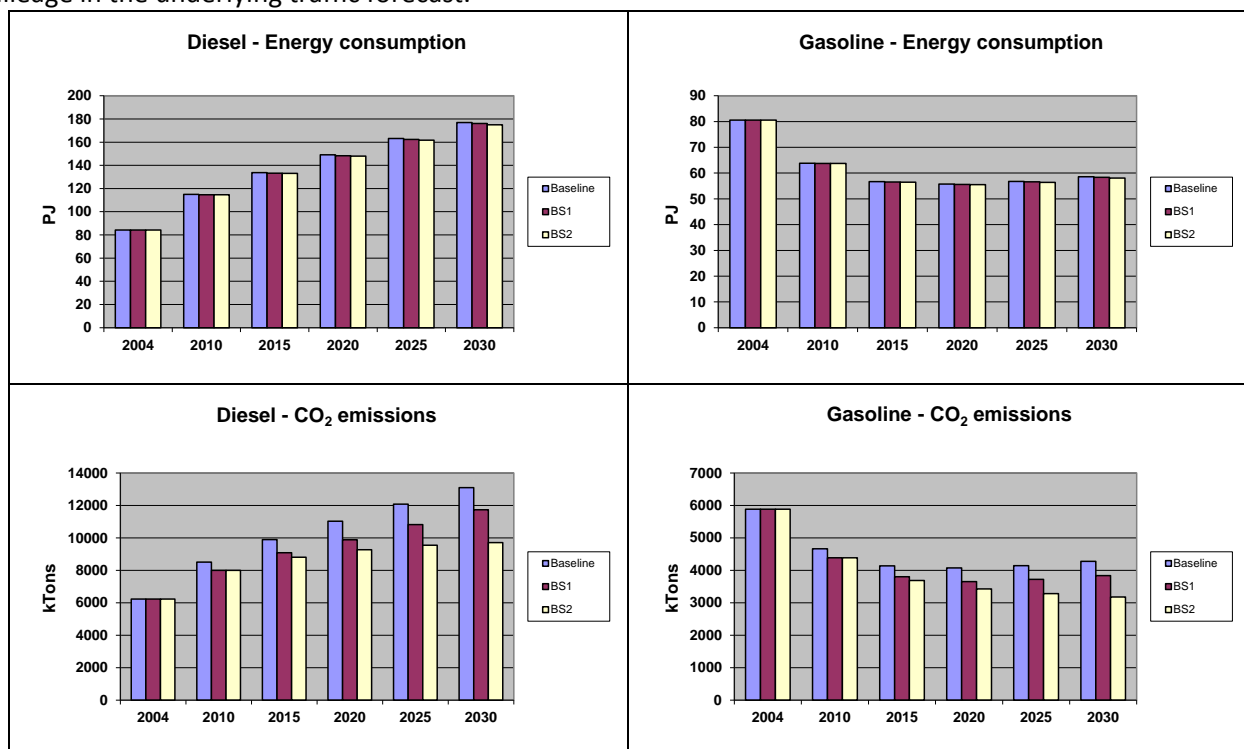 mileage in the underlying traffic forecast.
Diesel - Energy consumption
200
180
160
140
120
100
80
60
40
20
0
PJ
2004 2010 2015 2020 2025 2030
Baseline
BS1
BS2
Gasoline - Energy consumption
90
80
70
60
50
40
30
20
10
0
PJ
2004 2010 2015 2020 2025 2030
Baseline
BS1
BS2
Diesel - CO₂ emissions
14000
12000
10000
8000
6000
4000
2000
0
kTons
2004 2010 2015 2020 2025 2030
Baseline
BS1
BS2
Gasoline - CO₂ emissions
7000
6000
5000
4000
3000
2000
1000
0
kTons
2004 2010 2015 2020 2025 2030
Baseline
BS1
BS2